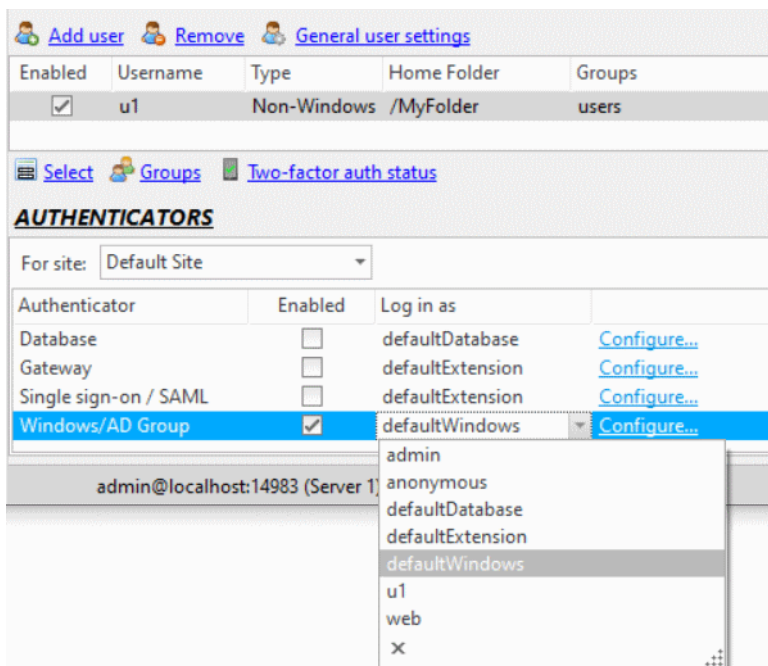 Add user Remove General user settings
Enabled Username Type Home Folder Groups
u1 Non-Windows /MyFolder users
Select Groups Two-factor auth status
AUTHENTICATORS
For site: Default Site
Authenticator Enabled Log in as
Database defaultDatabase Configure...
Gateway defaultExtension Configure...
Single sign-on / SAML defaultExtension Configure...
Windows/AD Group defaultWindows Configure...
admin
admin@localhost:14983 (Server 1)
anonymous
defaultDatabase
defaultExtension
defaultWindows
u1
web